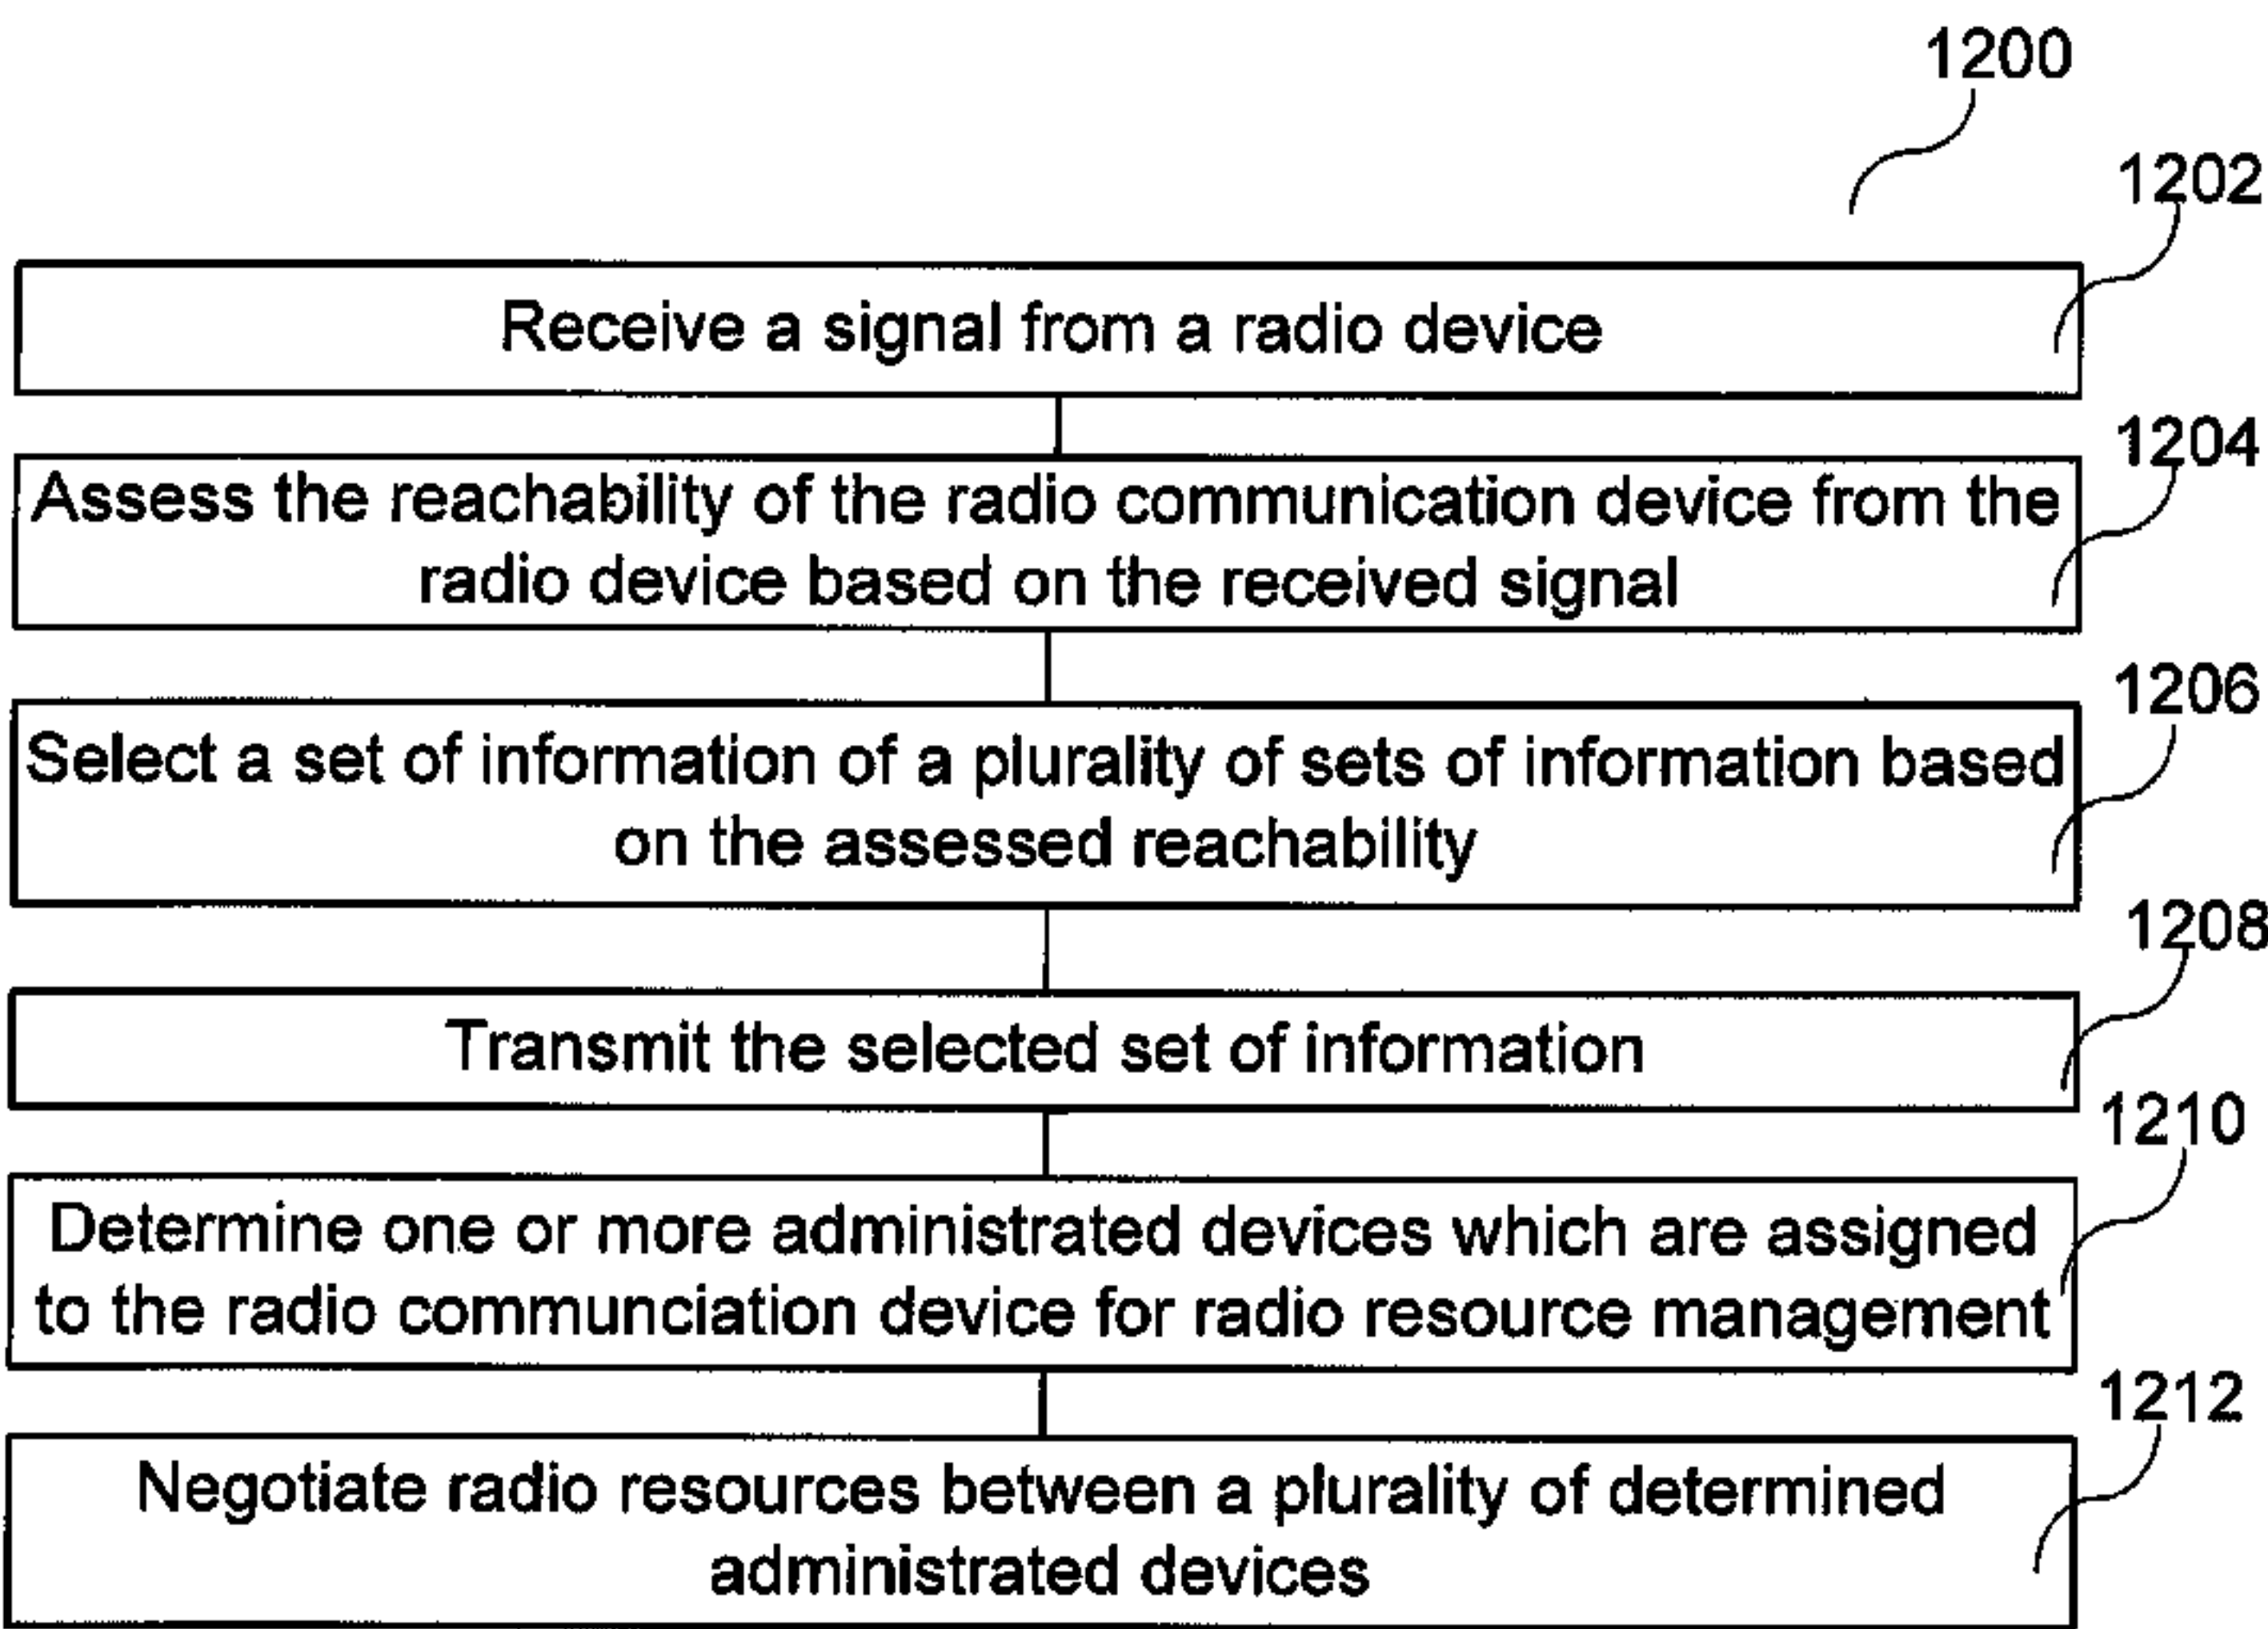 1200
1202
Receive a signal from a radio device
1204
Assess the reachability of the radio communication device from the
radio device based on the received signal
1206
Select a set of information of a plurality of sets of information based
on the assessed reachability
1208
Transmit the selected set of information
1210
Determine one or more administrated devices which are assigned
to the radio communciation device for radio resource management
1212
Negotiate radio resources between a plurality of determined
administrated devices